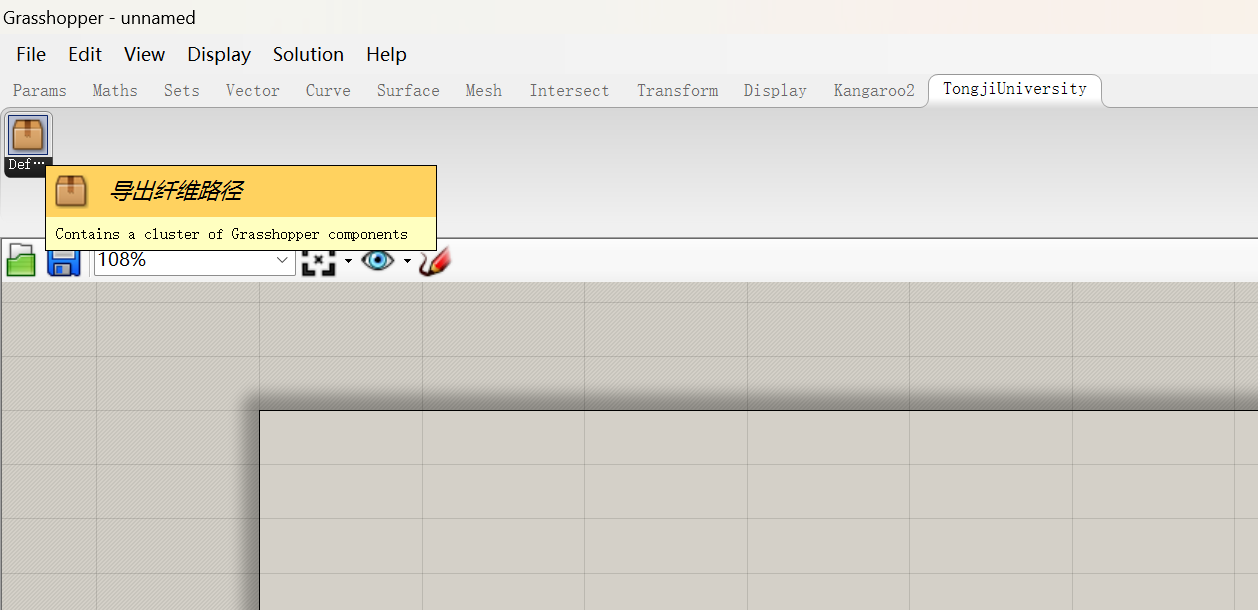 Grasshopper - unnamed
File Edit View Display Solution Help
Params Maths Sets Vector Curve Surface Mesh Intersect Transform Display Kangaroo2 TongjiUniversity
Def…
导出纤维路径
Contains a cluster of Grasshopper components
108%